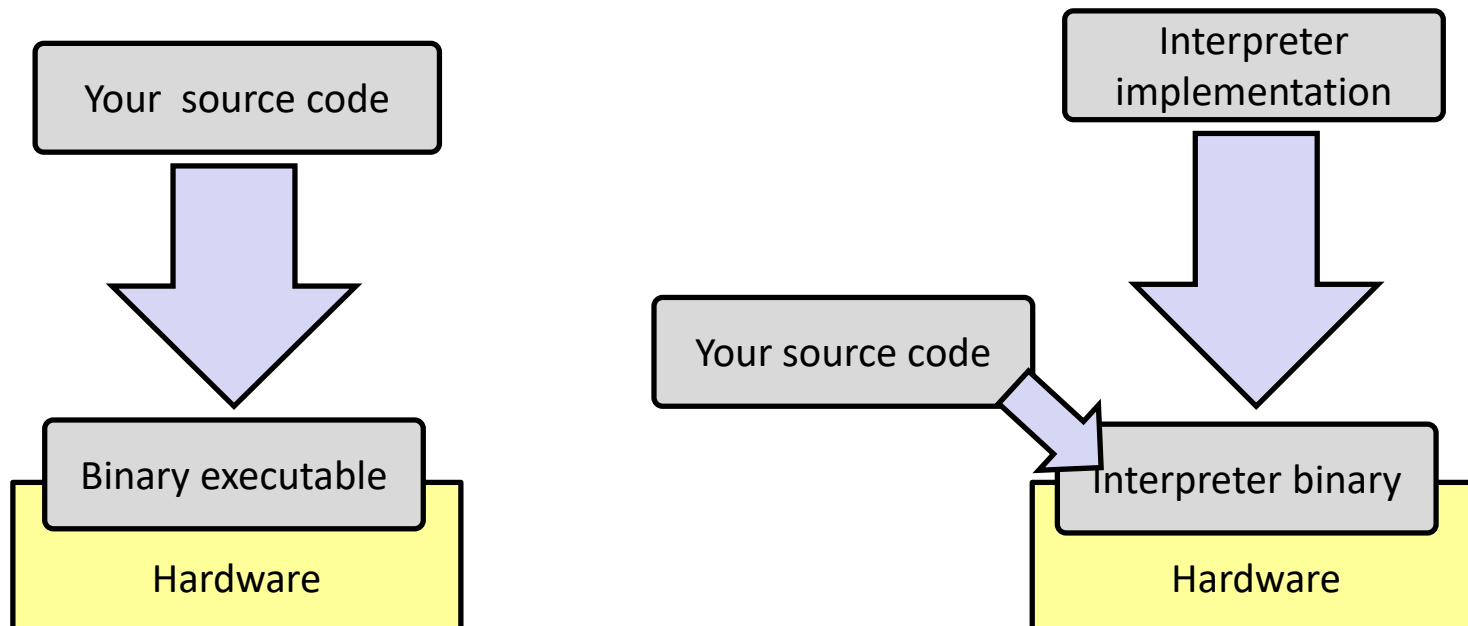 Your source code
Binary executable
Hardware
Interpreter
implementation
Your source code
Interpreter binary
Hardware